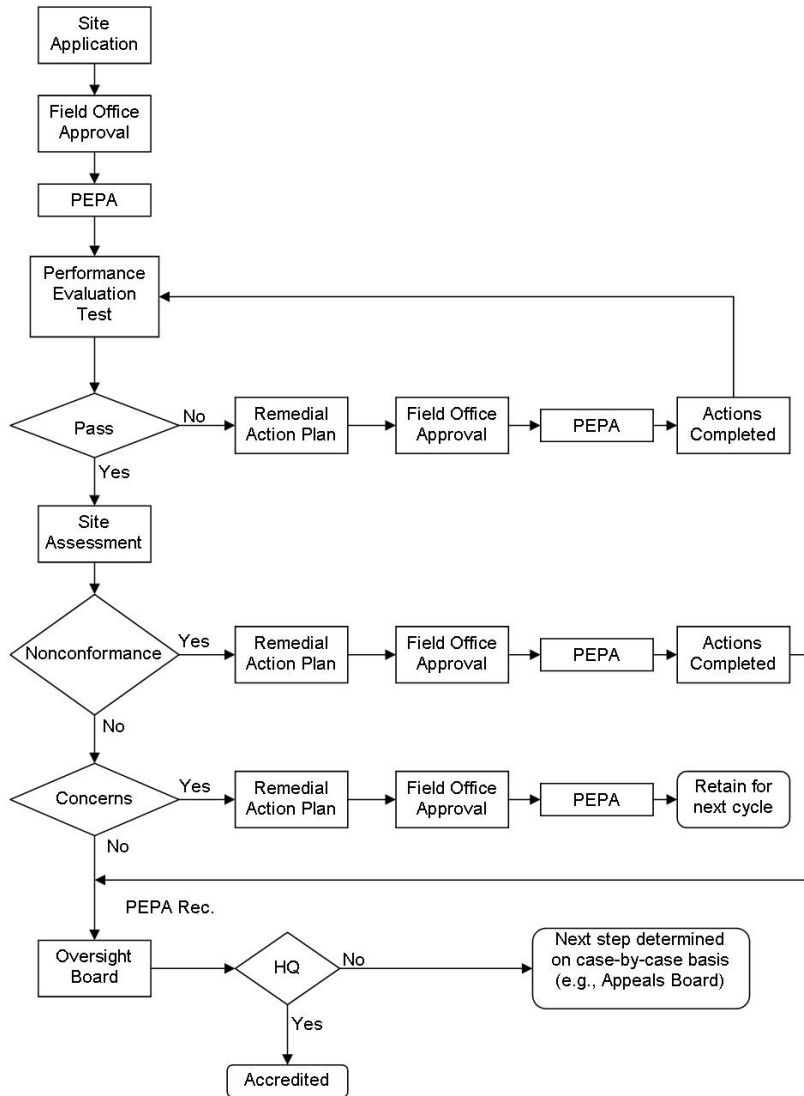 Site
Application
Field Office
Approval
PEPA
Performance
Evaluation
Test
Pass
No
Remedial
Action Plan
Field Office
Approval
PEPA
Actions
Completed
Yes
Site
Assessment
Nonconformance
Yes
Remedial
Action Plan
Field Office
Approval
PEPA
Actions
Completed
No
Concerns
Yes
Remedial
Action Plan
Field Office
Approval
PEPA
Retain for
next cycle
No
PEPA Rec.
Oversight
Board
HQ
No
Next step determined
on case-by-case basis
(e.g., Appeals Board)
Yes
Accredited